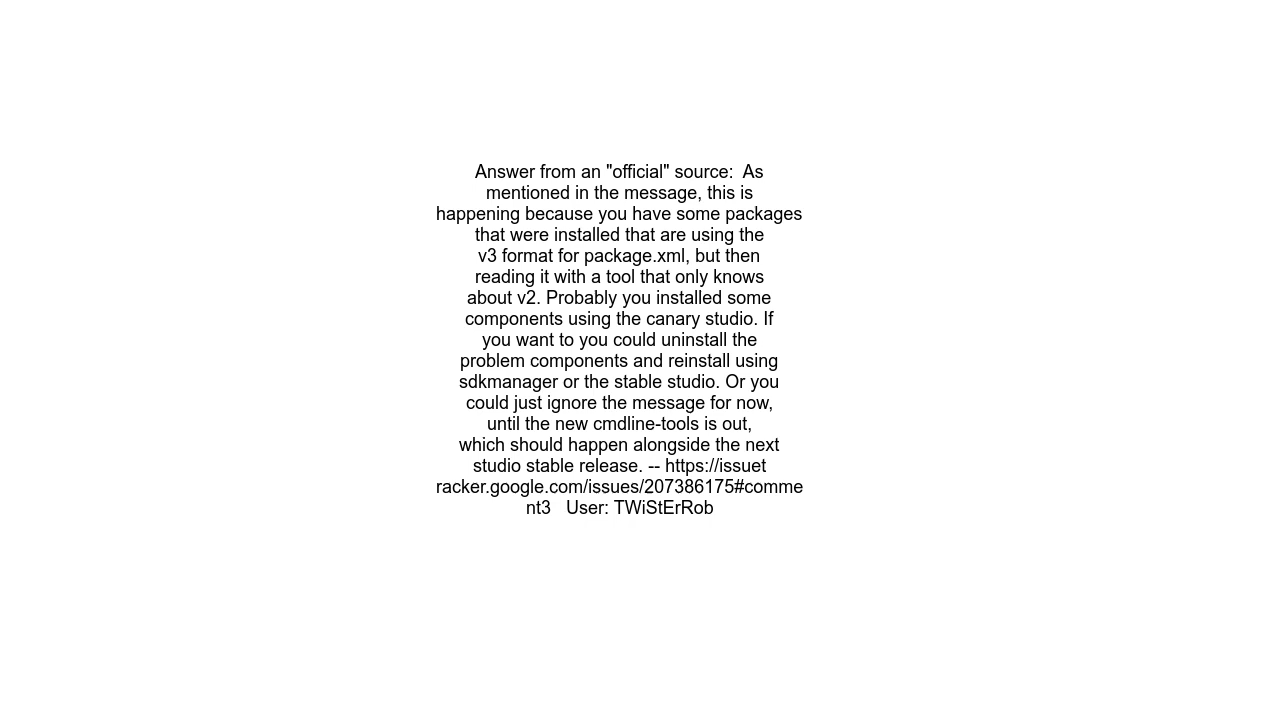 Answer from an "official" source:  As
mentioned in the message, this is
happening because you have some packages
that were installed that are using the
v3 format for package.xml, but then
reading it with a tool that only knows
about v2. Probably you installed some
components using the canary studio. If
you want to you could uninstall the
problem components and reinstall using
sdkmanager or the stable studio. Or you
could just ignore the message for now,
until the new cmdline-tools is out,
which should happen alongside the next
studio stable release. -- https://issuet
racker.google.com/issues/207386175#comme
nt3   User: TWiStErRob